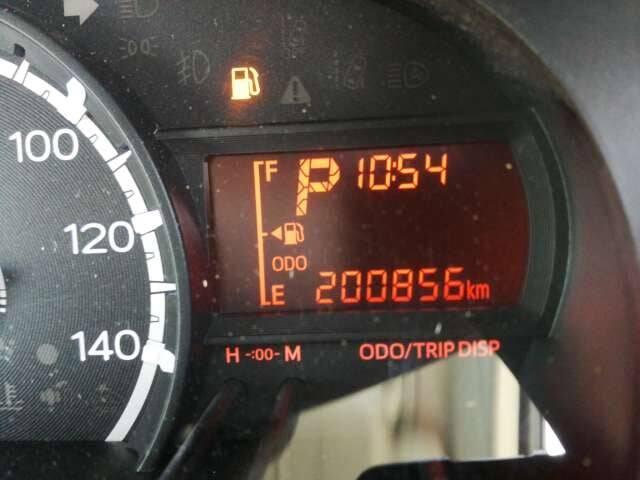 100
120
140
F
P
10:54
ODO
E
200856km
H -:00- M
ODO/TRIP DISP